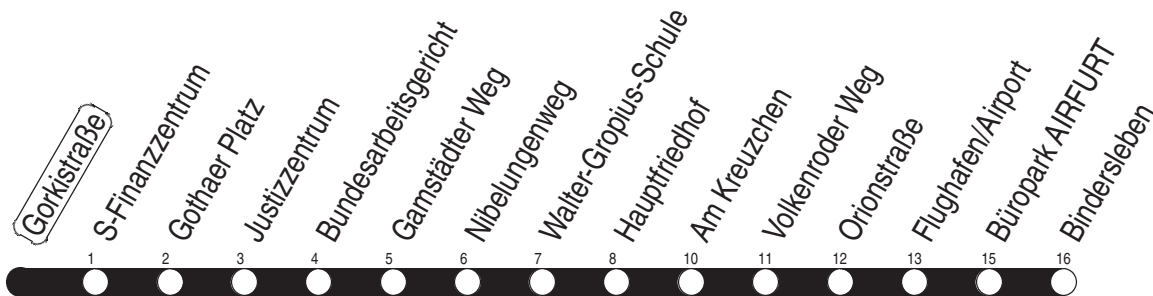 Gorkistraße
S-Finanzzentrum
Gothaer Platz
Justizzentrum
Bundesarbeitsgericht
Gamstädter Weg
Nibelungenweg
Walter-Gropius-Schule
Hauptfriedhof
Am Kreuzchen
Volkenroder Weg
Orionstraße
Flughafen/Airport
Büropark AIRFURT
Bindersleben
1 2 3 4 5 6 7 8 10 11 12 13 15 16